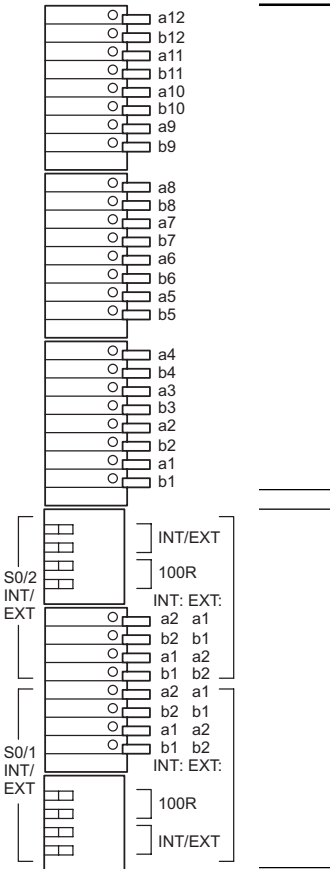 a12
b12
a11
b11
a10
b10
a9
b9
a8
b8
a7
b7
a6
b6
a5
b5
a4
b4
a3
b3
a2
b2
a1
b1
S0/2
INT/
EXT
INT/EXT
100R
INT: EXT:
a2 a1
b2 b1
a1 a2
b1 b2
S0/1
INT/
EXT
a2 a1
b2 b1
a1 a2
b1 b2
INT: EXT:
100R
INT/EXT